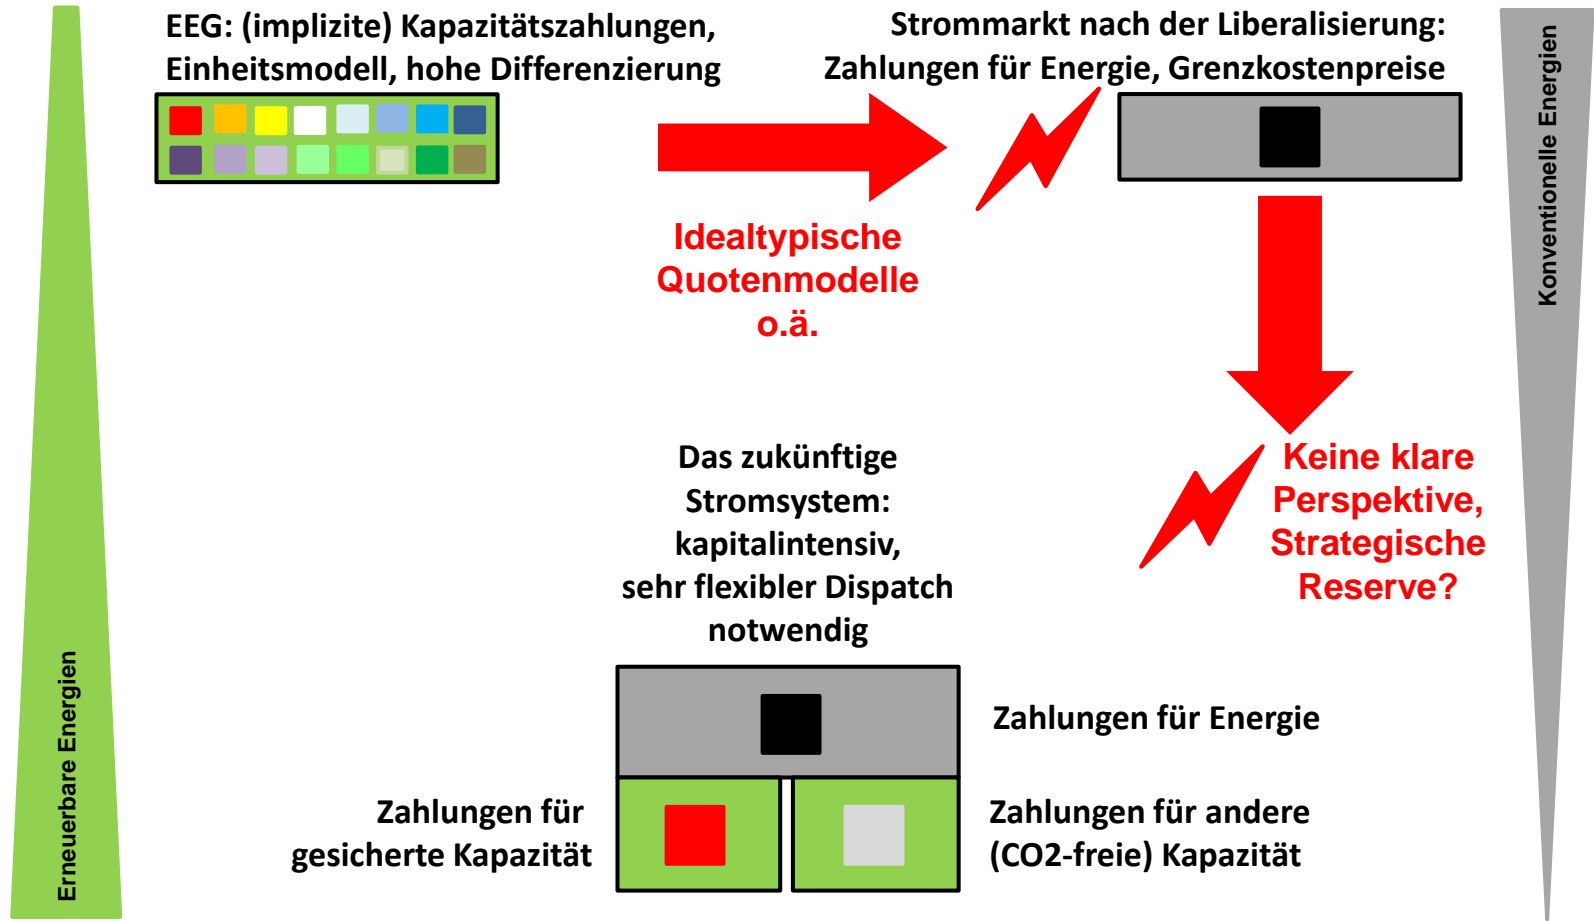 EEG: (implizite) Kapazitätszahlungen,
Einheitsmodell, hohe Differenzierung
Strommarkt nach der Liberalisierung:
Zahlungen für Energie, Grenzkostenpreise
Konventionelle Energien
Idealtypische
Quotenmodelle
o.ä.
Keine klare
Perspektive,
Strategische
Reserve?
Das zukünftige
Stromsystem:
kapitalintensiv,
sehr flexibler Dispatch
notwendig
Erneuerbare Energien
Zahlungen für Energie
Zahlungen für
gesicherte Kapazität
Zahlungen für andere
(CO2-freie) Kapazität